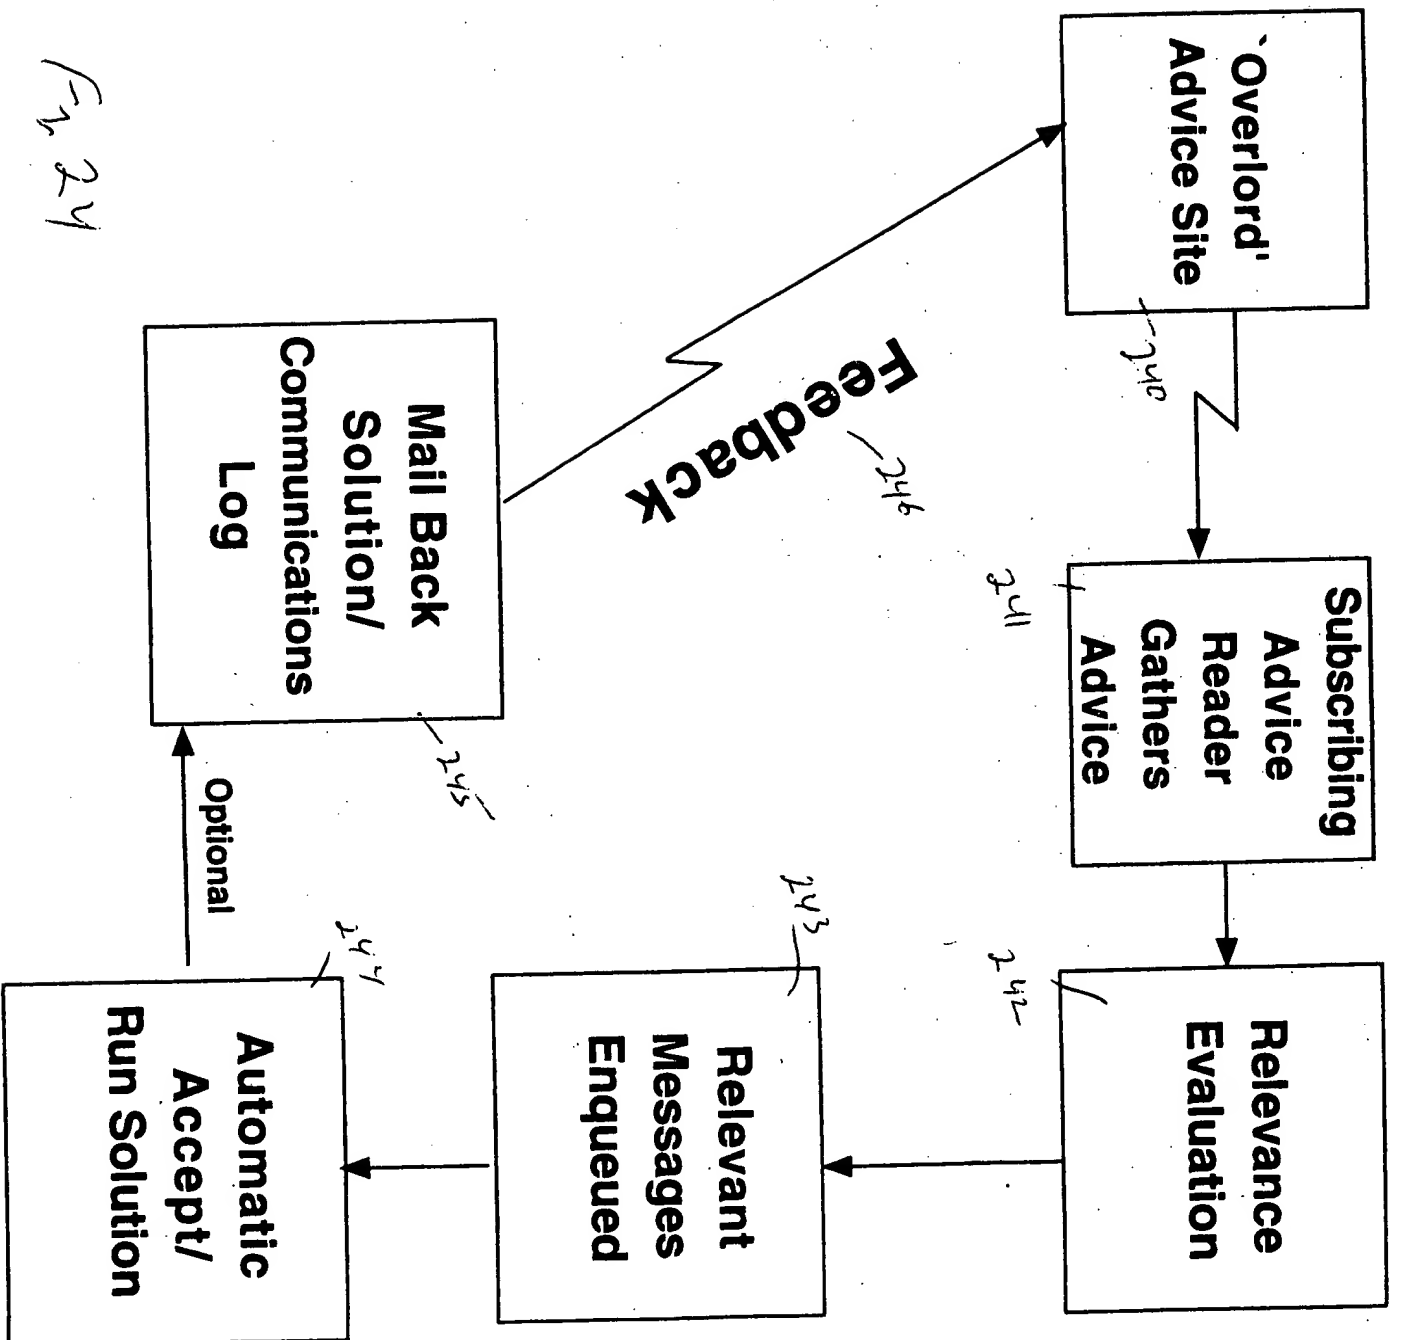 'Overlord'
Advice Site
240
Subscribing
Advice
Reader
Gathers
Advice
241
Relevance
Evaluation
242
Relevant
Messages
Enqueued
243
Automatic
Accept/
Run Solution
244
Optional
Mail Back
Solution/
Communications
Log
245
Feedback
246
Fig 24